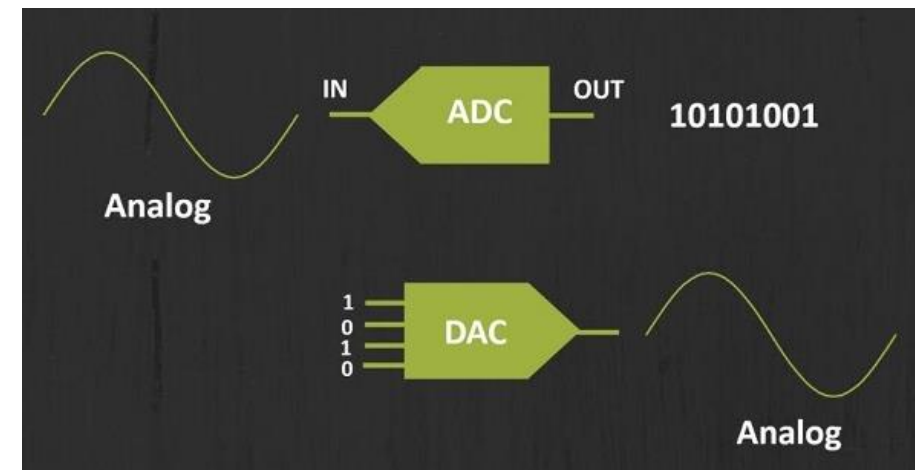 IN
ADC
OUT
10101001
Analog
1
0
1
0
DAC
Analog